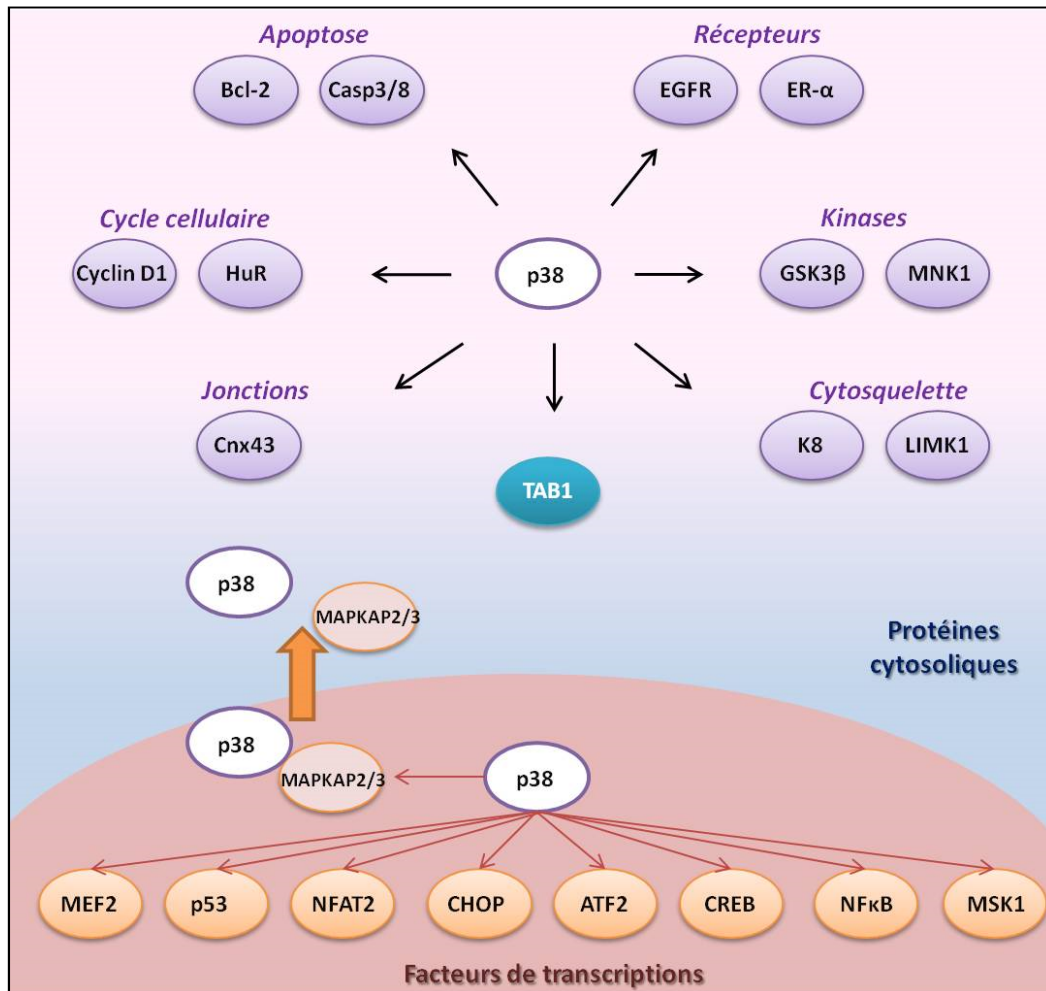 Apoptose
Récepteurs
Bcl-2
Casp3/8
EGFR
ER-α
Cycle cellulaire
Kinases
Cyclin D1
HuR
p38
GSK3β
MNK1
Jonctions
Cytosquelette
Cnx43
K8
LIMK1
TAB1
p38
MAPKAP2/3
Protéines
cytosoliques
p38
MAPKAP2/3
p38
MEF2
p53
NFAT2
CHOP
ATF2
CREB
NFκB
MSK1
Facteurs de transcriptions